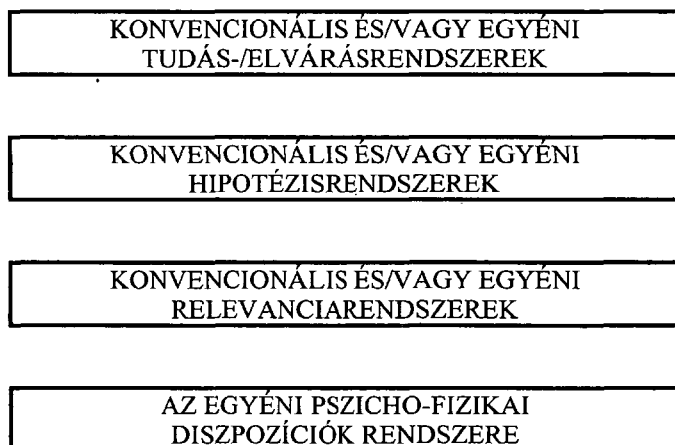 KONVENCIONÁLIS ÉS/VAGY EGYÉNI
TUDÁS-/ELVÁRÁSRENDSZEREK
KONVENCIONÁLIS ÉS/VAGY EGYÉNI
HIPOTÉZISRENDSZEREK
KONVENCIONÁLIS ÉS/VAGY EGYÉNI
RELEVANCIARENDSZEREK
AZ EGYÉNI PSZICHO-FIZIKAI
DISZPOZÍCIÓK RENDSZERE